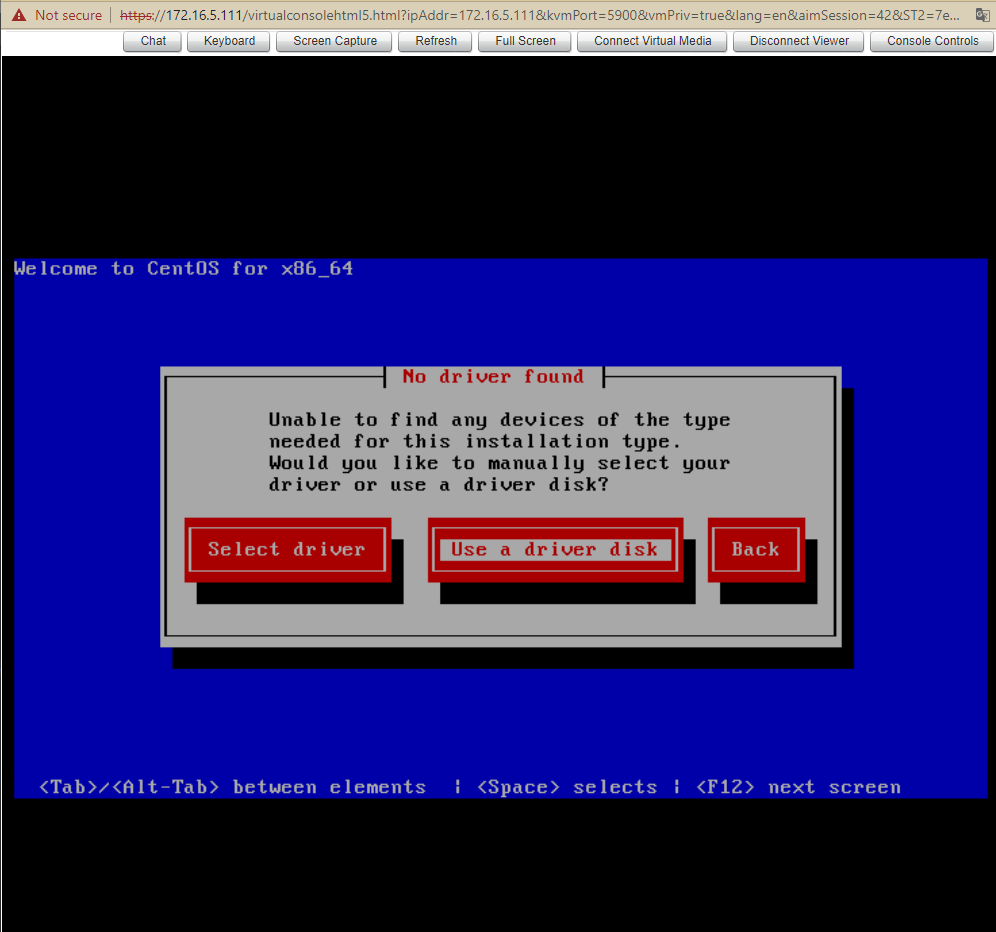 Not secure https://172.16.5.111/virtualconsolehtml5.html?ipAddr=172.16.5.111&kvmPort=5900&vmPriv=true&lang=en&aimSession=42&ST2=7e...
Chat Keyboard Screen Capture Refresh Full Screen Connect Virtual Media Disconnect Viewer Console Controls
Welcome to CentOS for x86_64
No driver found
Unable to find any devices of the type
needed for this installation type.
Would you like to manually select your
driver or use a driver disk?
Select driver Use a driver disk Back
<Tab>/<Alt-Tab> between elements | <Space> selects | <F12> next screen